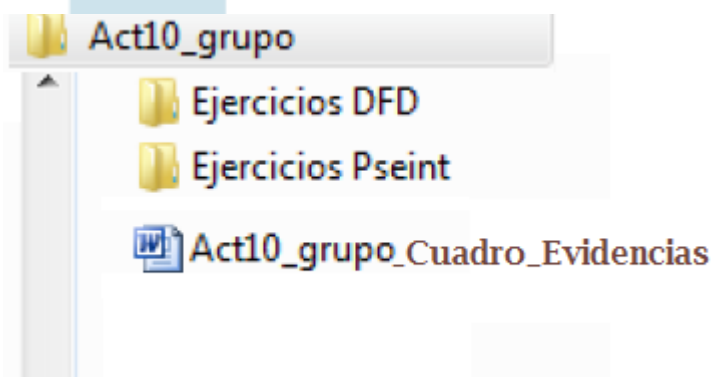 Act10_grupo
Ejercicios DFD
Ejercicios Pseint
Act10_grupo_Cuadro_Evidencias